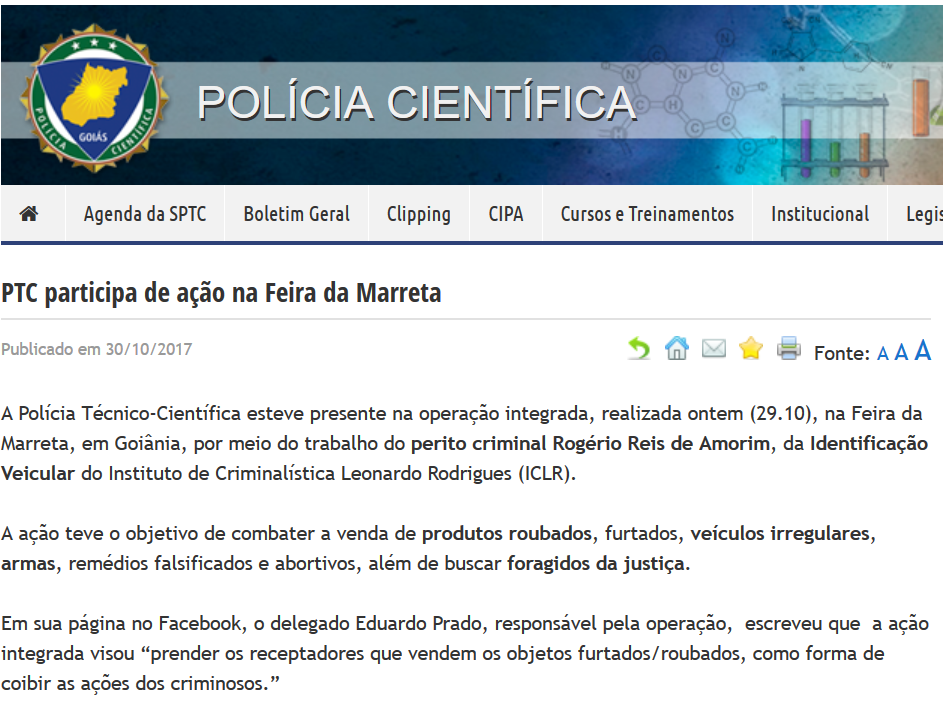 POLÍCIA CIENTÍFICA
GOIÁS
POLÍCIA CIENTÍFICA
Agenda da SPTC Boletim Geral Clipping CIPA Cursos e Treinamentos Institucional Legis
PTC participa de ação na Feira da Marreta
Publicado em 30/10/2017 Fonte: A A A
A Polícia Técnico-Científica esteve presente na operação integrada, realizada ontem (29.10), na Feira da
Marreta, em Goiânia, por meio do trabalho do perito criminal Rogério Reis de Amorim, da Identificação
Veicular do Instituto de Criminalística Leonardo Rodrigues (ICLR).
A ação teve o objetivo de combater a venda de produtos roubados, furtados, veículos irregulares,
armas, remédios falsificados e abortivos, além de buscar foragidos da justiça.
Em sua página no Facebook, o delegado Eduardo Prado, responsável pela operação,  escreveu que  a ação
integrada visou “prender os receptadores que vendem os objetos furtados/roubados, como forma de
coibir as ações dos criminosos.”